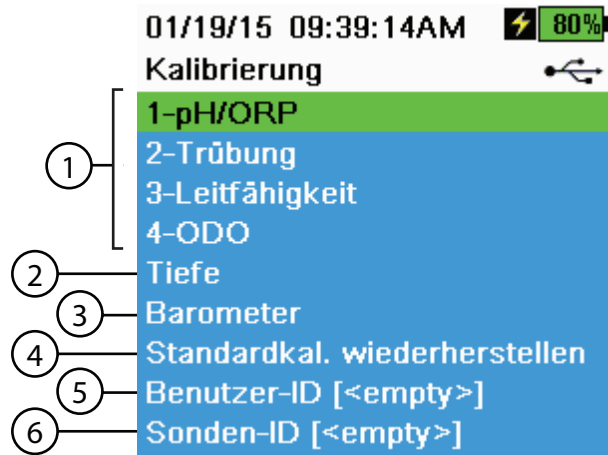 01/19/15 09:39:14AM 80%
Kalibrierung
1 1-pH/ORP
2-Trübung
3-Leitfähigkeit
4-ODO
2 Tiefe
3 Barometer
4 Standardkal. wiederherstellen
5 Benutzer-ID [<empty>]
6 Sonden-ID [<empty>]